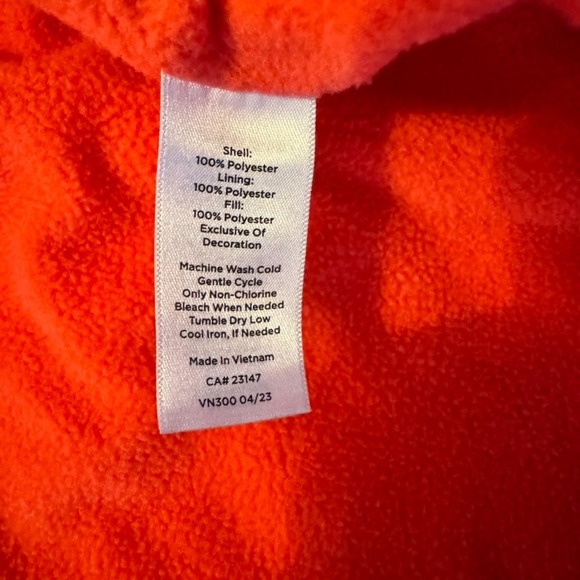 Shell:
100% Polyester
Lining:
100% Polyester
Fill:
100% Polyester
Exclusive Of
Decoration
Machine Wash Cold
Gentle Cycle
Only Non-Chlorine
Bleach When Needed
Tumble Dry Low
Cool Iron, If Needed
Made In Vietnam
CA# 23147
VN300 04/23